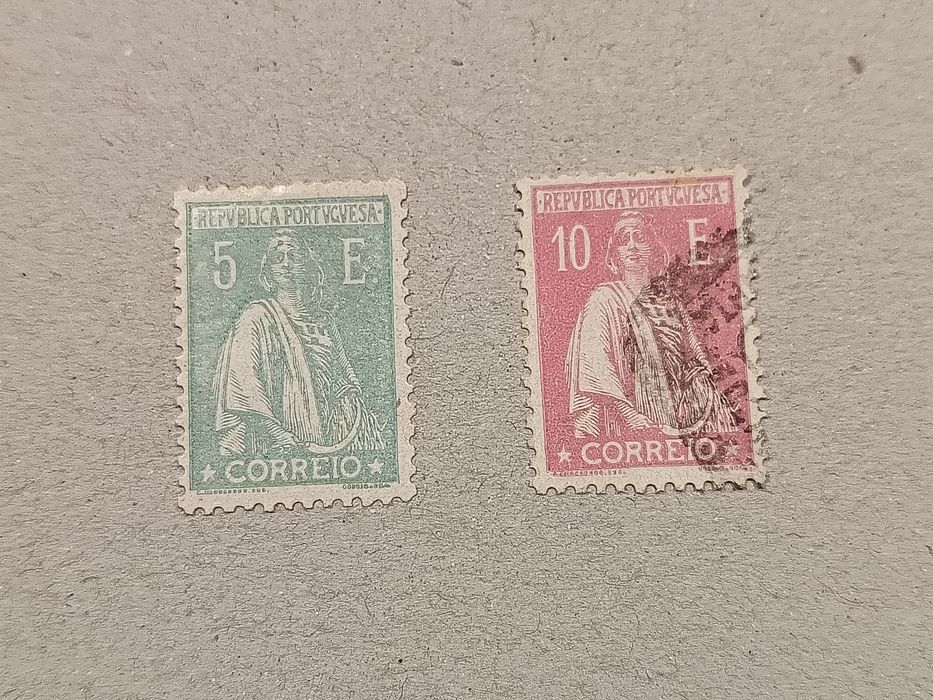 ·REPVBLICA PORTVGVESA·
5 E.
CORREIO
·REPVBLICA PORTVGVESA·
10 E.
CORREIO